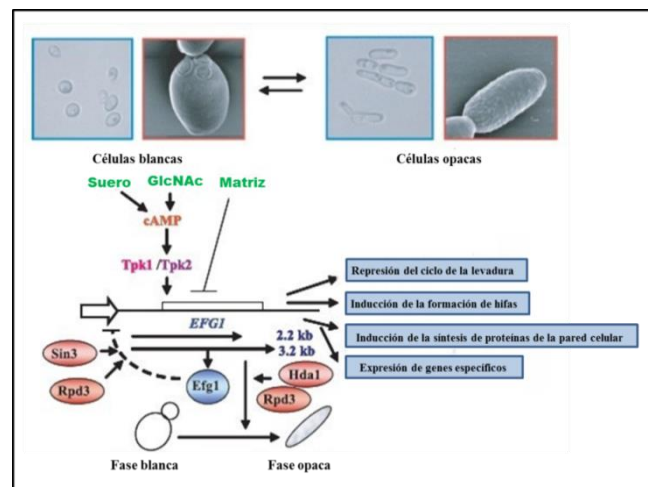 Células blancas
Células opacas
Suero GlcNAc Matriz
cAMP
Tpk1 /Tpk2
Represión del ciclo de la levadura
Inducción de la formación de hifas
EFG1
2.2 kb
3.2 kb
Inducción de la síntesis de proteínas de la pared celular
Expresión de genes específicos
Sin3
Rpd3
Efg1
Hda1
Rpd3
Fase blanca
Fase opaca